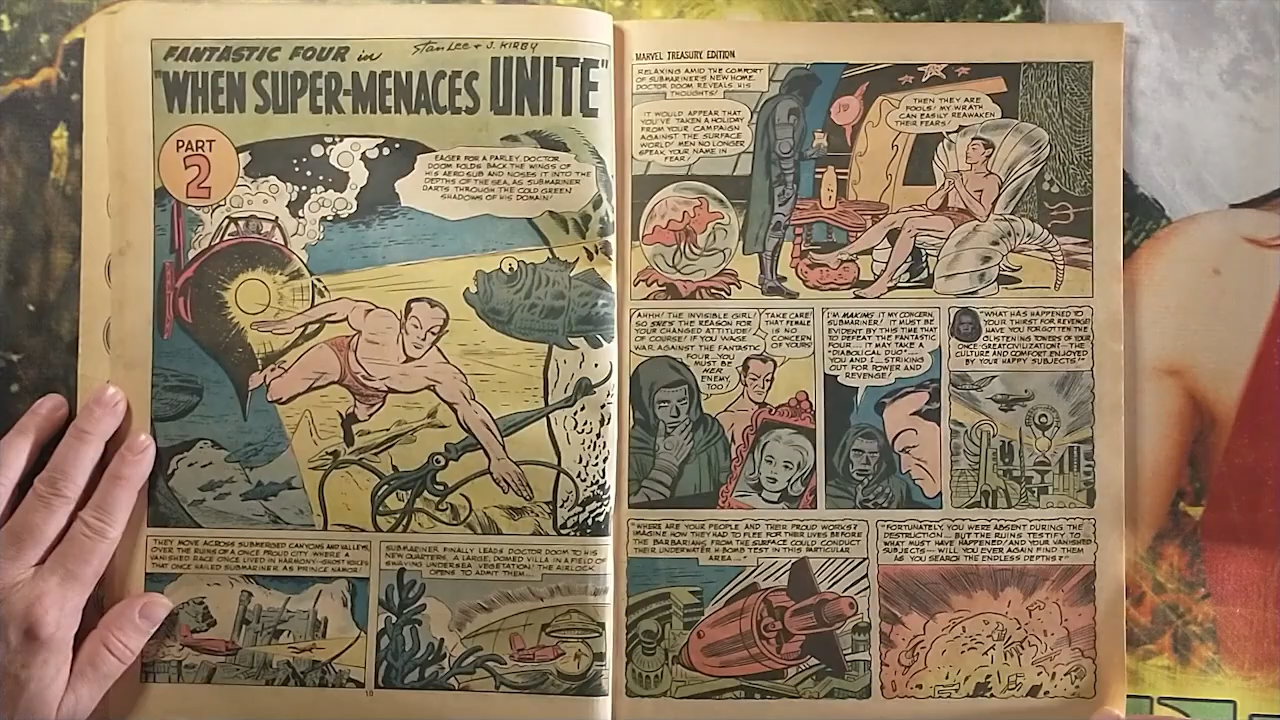 FANTASTIC FOUR in
Stan Lee + J. KIRBY
"WHEN SUPER-MENACES UNITE"
PART
2
EAGER FOR A PARLEY, DOCTOR
DOOM FOLDS BACK THE WINGS OF
HIS AERO SUB AND NOSES IT INTO THE
DEPTHS OF THE SEA, AS SUBMARINER
DARTS THROUGH THE COLD GREEN
SHADOWS OF HIS DOMAIN!
THEY MOVE ACROSS SUBMERGED CANYONS AND VALLEYS,
OVER THE RUINS OF A ONCE PROUD CITY, WHERE A
VANISHED RACE ONCE LIVED IN HARMONY--GHOST VOICES
THAT ONCE HAILED SUBMARINER AS PRINCE NAMOR!
SUBMARINER FINALLY LEADS DOCTOR DOOM TO HIS
NEW QUARTERS, A LARGE, DOMED VILLA IN A FIELD OF
SWAYING UNDERSEA VEGETATION! THE AIRLOCK
OPENS TO ADMIT THEM...
10
MARVEL TREASURY EDITION
RELAXING AMID THE COMFORT
OF SUBMARINER'S NEW HOME,
DOCTOR DOOM REVEALS HIS
THOUGHTS!
IT WOULD APPEAR THAT
YOU'VE TAKEN A HOLIDAY
FROM YOUR CAMPAIGN
AGAINST THE SURFACE
WORLD! MEN NO LONGER
SPEAK YOUR NAME IN
FEAR!
THEN THEY ARE
FOOLS! MY WRATH
CAN EASILY REAWAKEN
THEIR FEARS!
AHHH! THE INVISIBLE GIRL!
SO SHE'S THE REASON FOR
YOUR CHANGED ATTITUDE!
OF COURSE! IF YOU WAGE
WAR AGAINST THE FANTASTIC
FOUR...YOU
MUST BE
HER
ENEMY,
TOO!
TAKE CARE!
THAT FEMALE
IS NO
CONCERN
OF YOURS!
I'M MAKING IT MY CONCERN,
SUBMARINER! IT MUST BE
EVIDENT BY THIS TIME THAT
TO DEFEAT THE FANTASTIC
FOUR.... IT MAY TAKE A
"DIABOLICAL DUO"...
YOU AND I... STRIKING
OUT FOR POWER AND
REVENGE!
"WHAT HAS HAPPENED TO
YOUR THIRST FOR REVENGE?
HAVE YOU FORGOTTEN THE
GLISTENING TOWERS OF YOUR
ONCE-GREAT CIVILIZATION--THE
CULTURE AND COMFORT ENJOYED
BY YOUR HAPPY SUBJECTS!"
"WHERE ARE YOUR PEOPLE AND THEIR PROUD WORKS?
IMAGINE HOW THEY HAD TO FLEE FOR THEIR LIVES BEFORE
THE BARBARIANS FROM THE SURFACE COULD CONDUCT
THEIR UNDERWATER H-BOMB TEST IN THIS PARTICULAR
AREA..."
"FORTUNATELY, YOU WERE ABSENT DURING THE
DESTRUCTION... BUT THE RUINS TESTIFY TO
WHAT MUST HAVE HAPPENED! AND YOUR VANISHED
SUBJECTS-- WILL YOU EVER AGAIN FIND THEM
AS YOU SEARCH THE ENDLESS DEPTHS?"